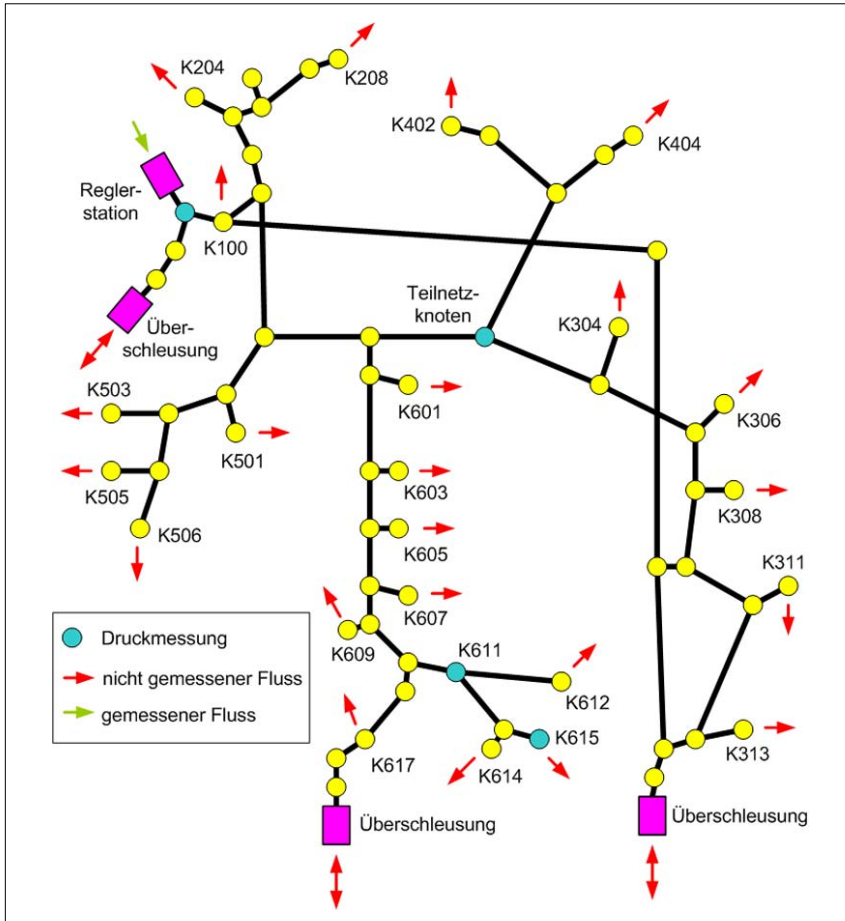 K204
K208
K402
K404
Regler-
station
K100
Teilnetz-
knoten
K304
Über-
schleusung
K503
K601
K306
K501
K505
K603
K308
K506
K605
K311
K607
Druckmessung
K609
K611
nicht gemessener Fluss
K612
gemessener Fluss
K615
K313
K617
K614
Überschleusung
Überschleusung